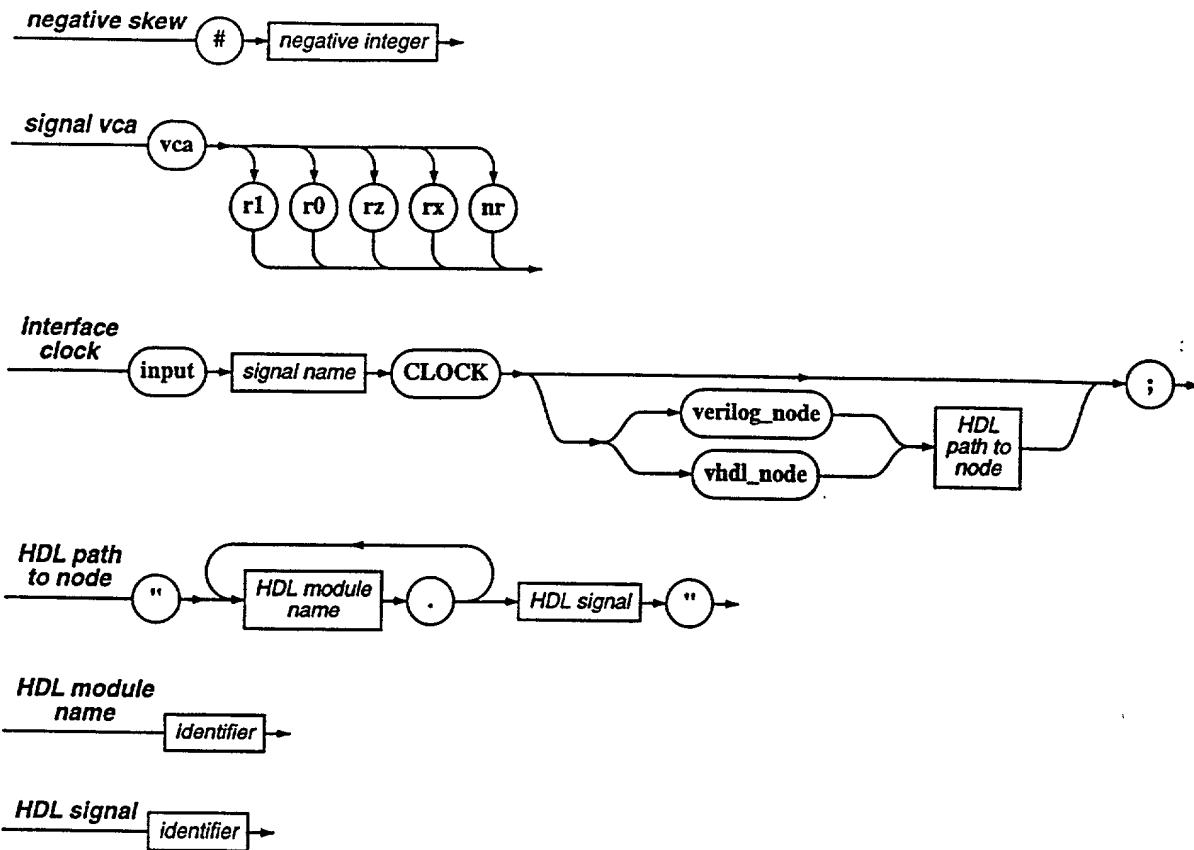 negative skew
#
negative integer
signal vca
vca
r1 r0 rz rx nr
interface
clock
input
signal name
CLOCK
;
verilog_node
vhdl_node
HDL
path to
node
HDL path
to node
"
HDL module
name
.
HDL signal
"
HDL module
name
identifier
HDL signal
identifier